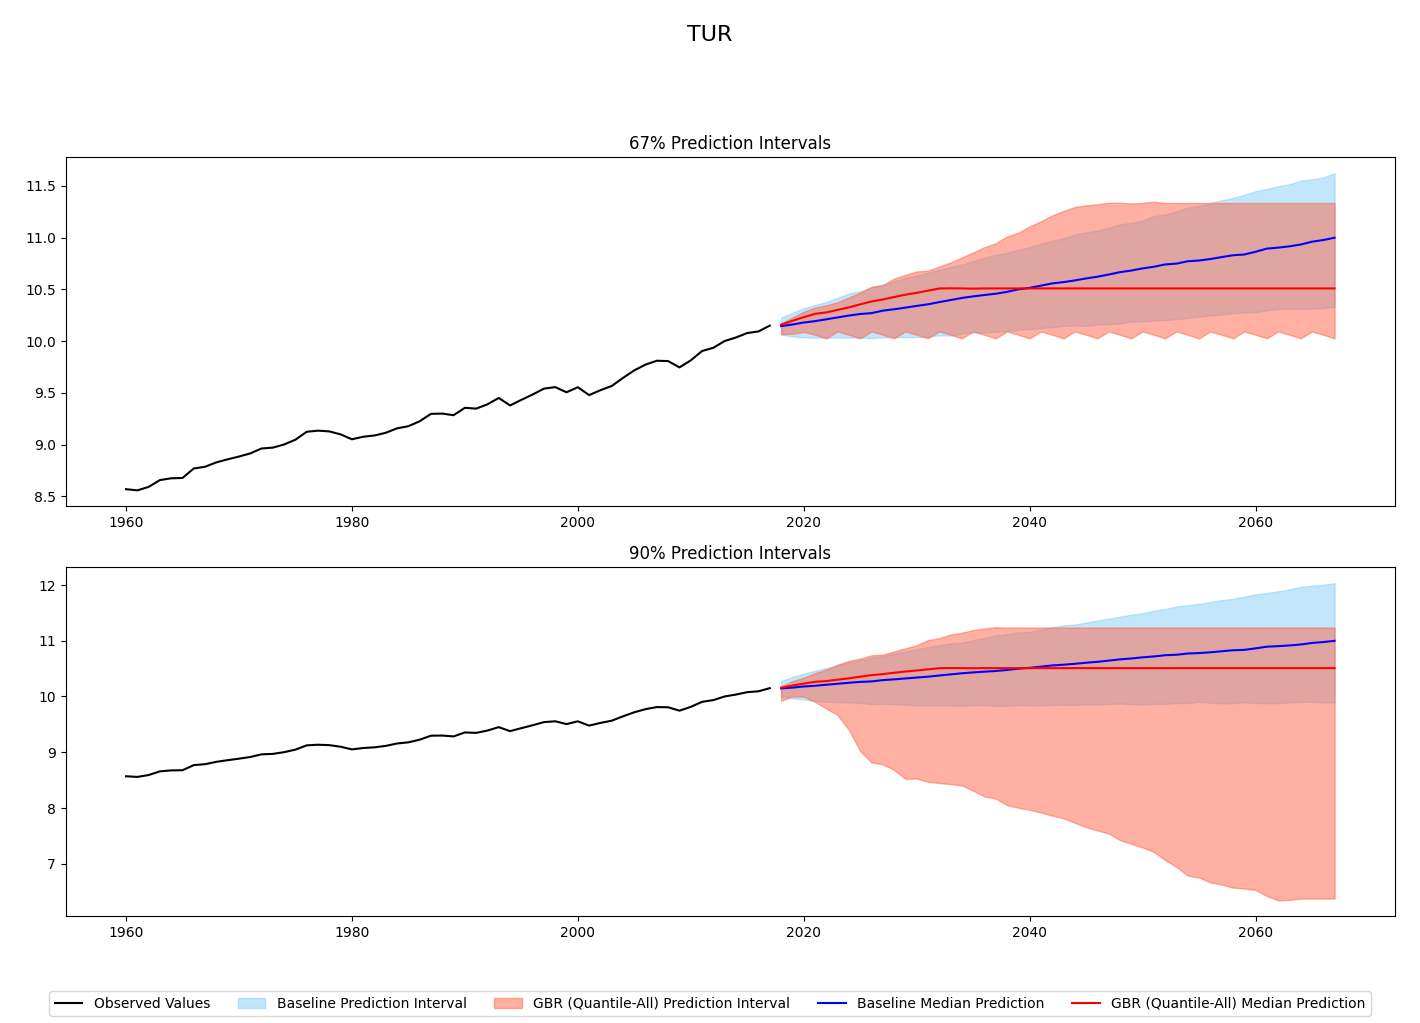 TUR
67% Prediction Intervals
11.5
11.0
10.5
10.0
9.5
9.0
8.5
1960 1980 2000 2020 2040 2060
90% Prediction Intervals
12
11
10
9
8
7
1960 1980 2000 2020 2040 2060
Observed Values Baseline Prediction Interval GBR (Quantile-All) Prediction Interval Baseline Median Prediction GBR (Quantile-All) Median Prediction